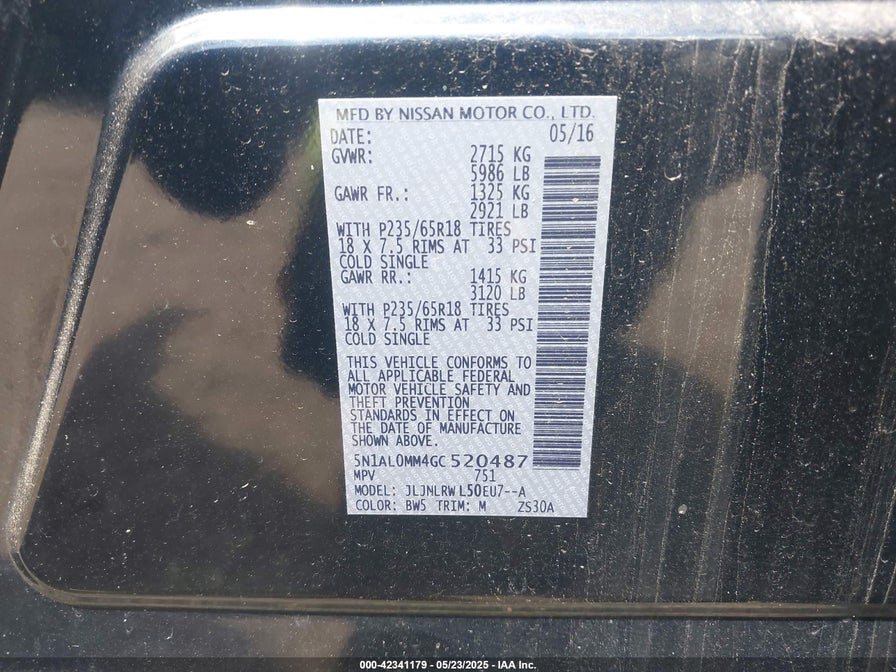 MFD BY NISSAN MOTOR CO., LTD.
DATE: 05/16
GVWR: 2715 KG
5986 LB
GAWR FR.: 1325 KG
2921 LB
WITH P235/65R18 TIRES
18 X 7.5 RIMS AT 33 PSI
COLD SINGLE
GAWR RR.: 1415 KG
3120 LB
WITH P235/65R18 TIRES
18 X 7.5 RIMS AT 33 PSI
COLD SINGLE
THIS VEHICLE CONFORMS TO
ALL APPLICABLE FEDERAL
MOTOR VEHICLE SAFETY AND
THEFT PREVENTION
STANDARDS IN EFFECT ON
THE DATE OF MANUFACTURE
SHOWN ABOVE.
5N1AL0MM4GC520487
MPV 751
MODEL: JLJNLRWL50EU7--A
COLOR: BW5 TRIM: M ZS30A
000-42341179 - 05/23/2025 - IAA Inc.